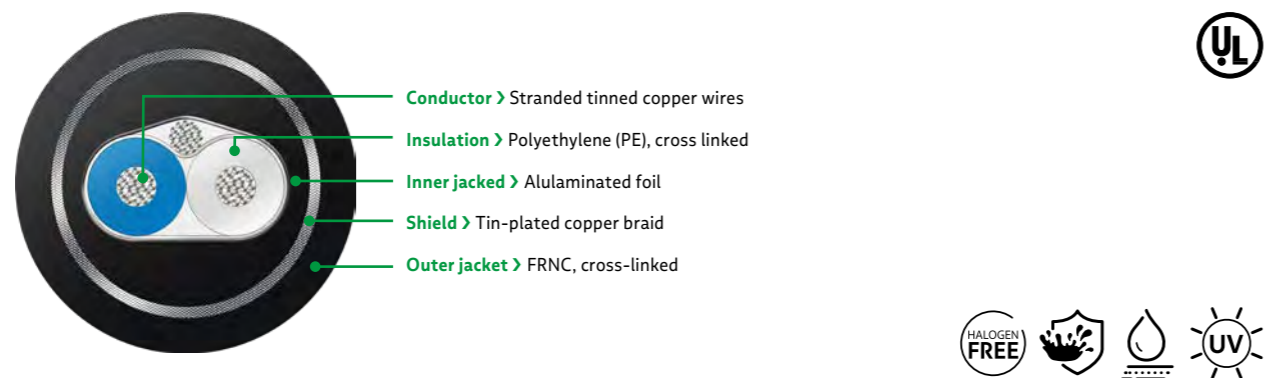 UL
Conductor › Stranded tinned copper wires
Insulation › Polyethylene (PE), cross linked
Inner jacked › Alulaminated foil
Shield › Tin-plated copper braid
Outer jacket › FRNC, cross-linked
HALOGEN
FREE
UV